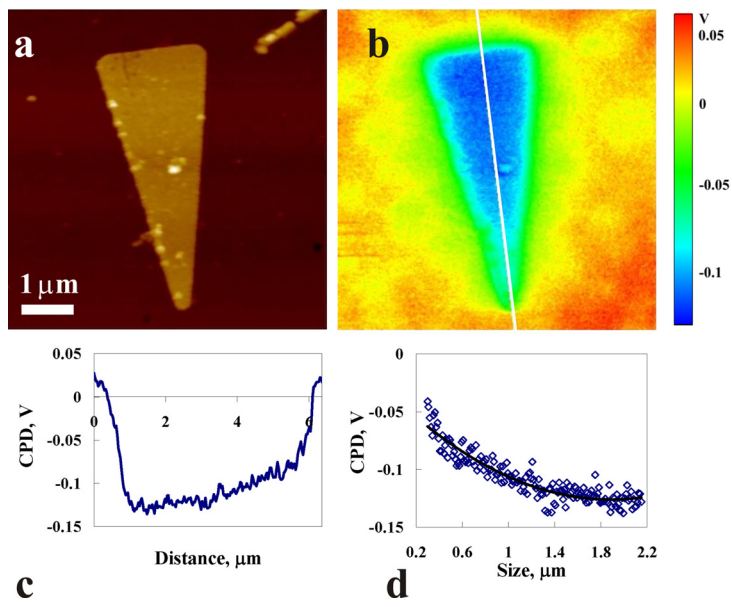 a
1 μm
b
V
0.05
0
-0.05
-0.1
0.05
0
-0.05
-0.1
-0.15
0 2 4 6
CPD, V
Distance, μm
c
0
-0.05
-0.1
-0.15
0.2 0.6 1 1.4 1.8 2.2
CPD, V
Size, μm
d